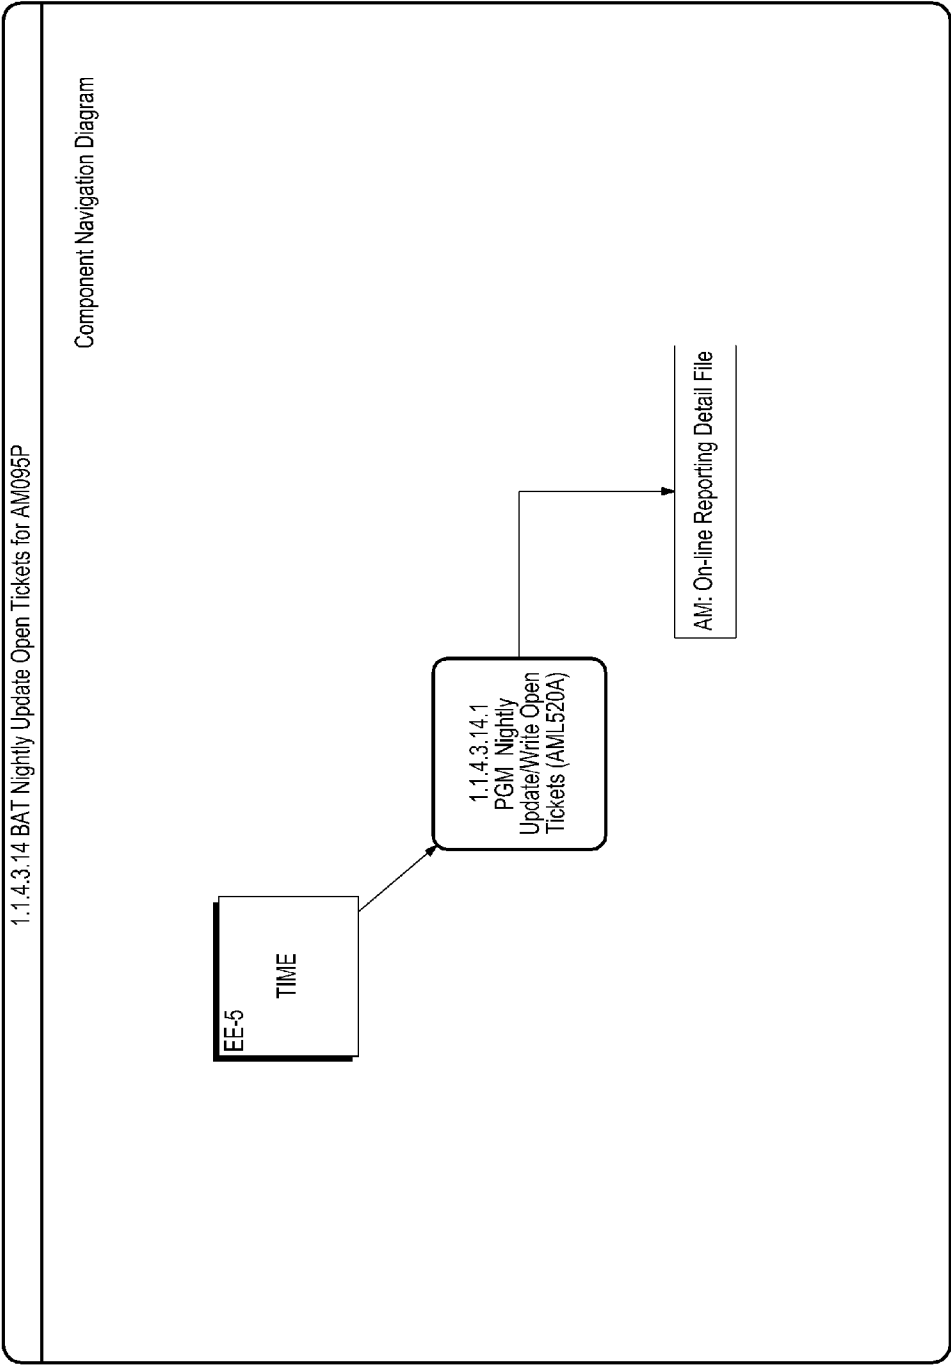 1.1.4.3.14 BAT Nightly Update Open Tickets for AM095P
Component Navigation Diagram
EE-5
TIME
1.1.4.3.14.1
PGM Nightly
Update/Write Open
Tickets (AML520A)
AM: On-line Reporting Detail File